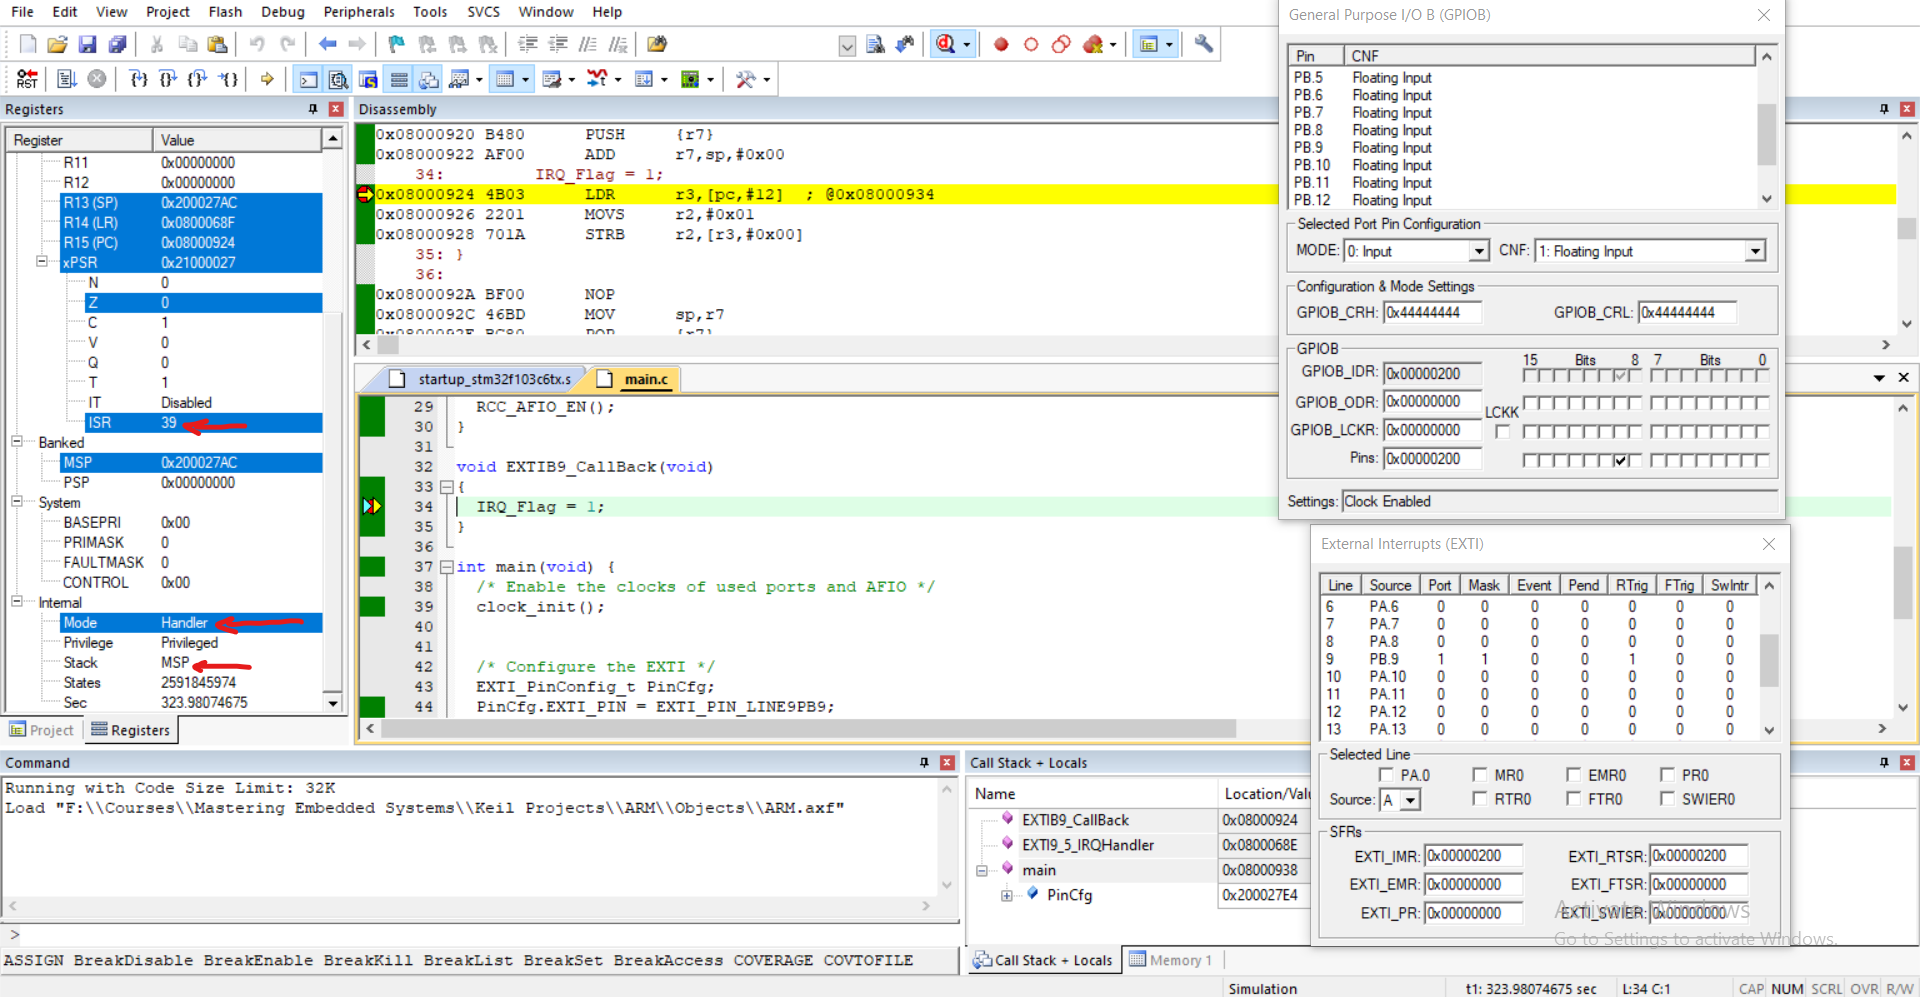 File Edit View Project Flash Debug Peripherals Tools SVCS Window Help
RST
Registers
Register Value
R11 0x00000000
R12 0x00000000
R13 (SP) 0x200027AC
R14 (LR) 0x0800068F
R15 (PC) 0x08000924
xPSR 0x21000027
N 0
Z 0
C 1
V 0
Q 0
T 1
IT Disabled
ISR 39
Banked
MSP 0x200027AC
PSP 0x00000000
System
BASEPRI 0x00
PRIMASK 0
FAULTMASK 0
CONTROL 0x00
Internal
Mode Handler
Privilege Privileged
Stack MSP
States 2591845974
Sec 323.98074675
Project Registers
Disassembly
0x08000920 B480 PUSH {r7}
0x08000922 AF00 ADD r7,sp,#0x00
34: IRQ_Flag = 1;
0x08000924 4B03 LDR r3,[pc,#12] ; @0x08000934
0x08000926 2201 MOVS r2,#0x01
0x08000928 701A STRB r2,[r3,#0x00]
35: }
36:
0x0800092A BF00 NOP
0x0800092C 46BD MOV sp,r7
0x0800092E BC80 POP {r7}
startup_stm32f103c6tx.s main.c
29 RCC_AFIO_EN();
30 }
31
32 void EXTIB9_CallBack(void)
33 {
34 IRQ_Flag = 1;
35 }
36
37 int main(void) {
38 /* Enable the clocks of used ports and AFIO */
39 clock_init();
40
41
42 /* Configure the EXTI */
43 EXTI_PinConfig_t PinCfg;
44 PinCfg.EXTI_PIN = EXTI_PIN_LINE9PB9;
General Purpose I/O B (GPIOB)
Pin CNF
PB.5 Floating Input
PB.6 Floating Input
PB.7 Floating Input
PB.8 Floating Input
PB.9 Floating Input
PB.10 Floating Input
PB.11 Floating Input
PB.12 Floating Input
Selected Port Pin Configuration
MODE: 0: Input CNF: 1: Floating Input
Configuration & Mode Settings
GPIOB_CRH: 0x44444444 GPIOB_CRL: 0x44444444
GPIOB
15 Bits 8 7 Bits 0
GPIOB_IDR: 0x00000200
GPIOB_ODR: 0x00000000
LCKK
GPIOB_LCKR: 0x00000000
Pins: 0x00000200
Settings: Clock Enabled
External Interrupts (EXTI)
Line Source Port Mask Event Pend RTrig FTrig SwIntr
6 PA.6 0 0 0 0 0 0 0
7 PA.7 0 0 0 0 0 0 0
8 PA.8 0 0 0 0 0 0 0
9 PB.9 1 1 0 0 1 0 0
10 PA.10 0 0 0 0 0 0 0
11 PA.11 0 0 0 0 0 0 0
12 PA.12 0 0 0 0 0 0 0
13 PA.13 0 0 0 0 0 0 0
Selected Line
PA.0 MR0 EMR0 PR0
Source: A RTR0 FTR0 SWIER0
SFRs
EXTI_IMR: 0x00000200 EXTI_RTSR: 0x00000200
EXTI_EMR: 0x00000000 EXTI_FTSR: 0x00000000
EXTI_PR: 0x00000000 EXTI_SWIER: 0x00000000
Activate Windows
Go to Settings to activate Windows.
Command
Running with Code Size Limit: 32K
Load "F:\\Courses\\Mastering Embedded Systems\\Keil Projects\\ARM\\Objects\\ARM.axf"
>
ASSIGN BreakDisable BreakEnable BreakKill BreakList BreakSet BreakAccess COVERAGE COVTOFILE
Call Stack + Locals
Name Location/Valu
EXTIB9_CallBack 0x08000924
EXTI9_5_IRQHandler 0x0800068E
main 0x08000938
PinCfg 0x200027E4
Call Stack + Locals Memory 1
Simulation t1: 323.98074675 sec L:34 C:1 CAP NUM SCRL OVR R/W